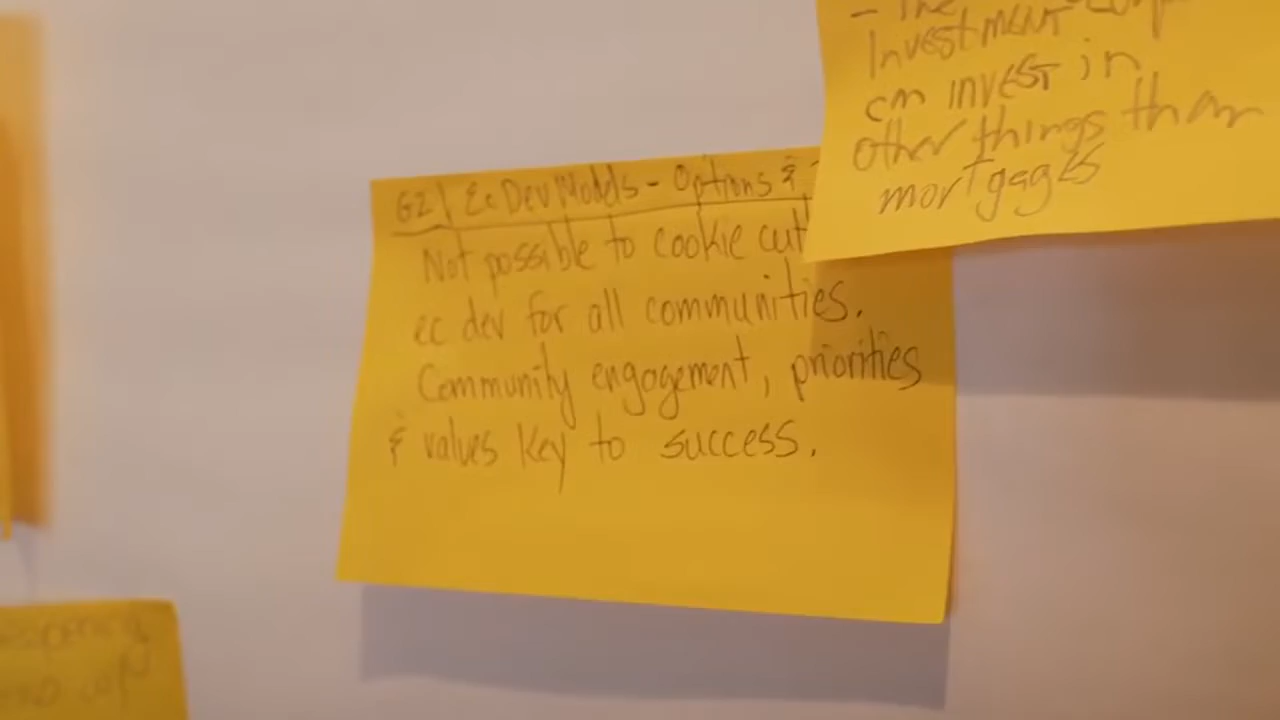 - The
Investment
can invest in
other things than
mortgages
G2| Ec Dev Models - Options &
Not possible to cookie cut
ec dev for all communities.
Community engagement, priorities
& values key to success.